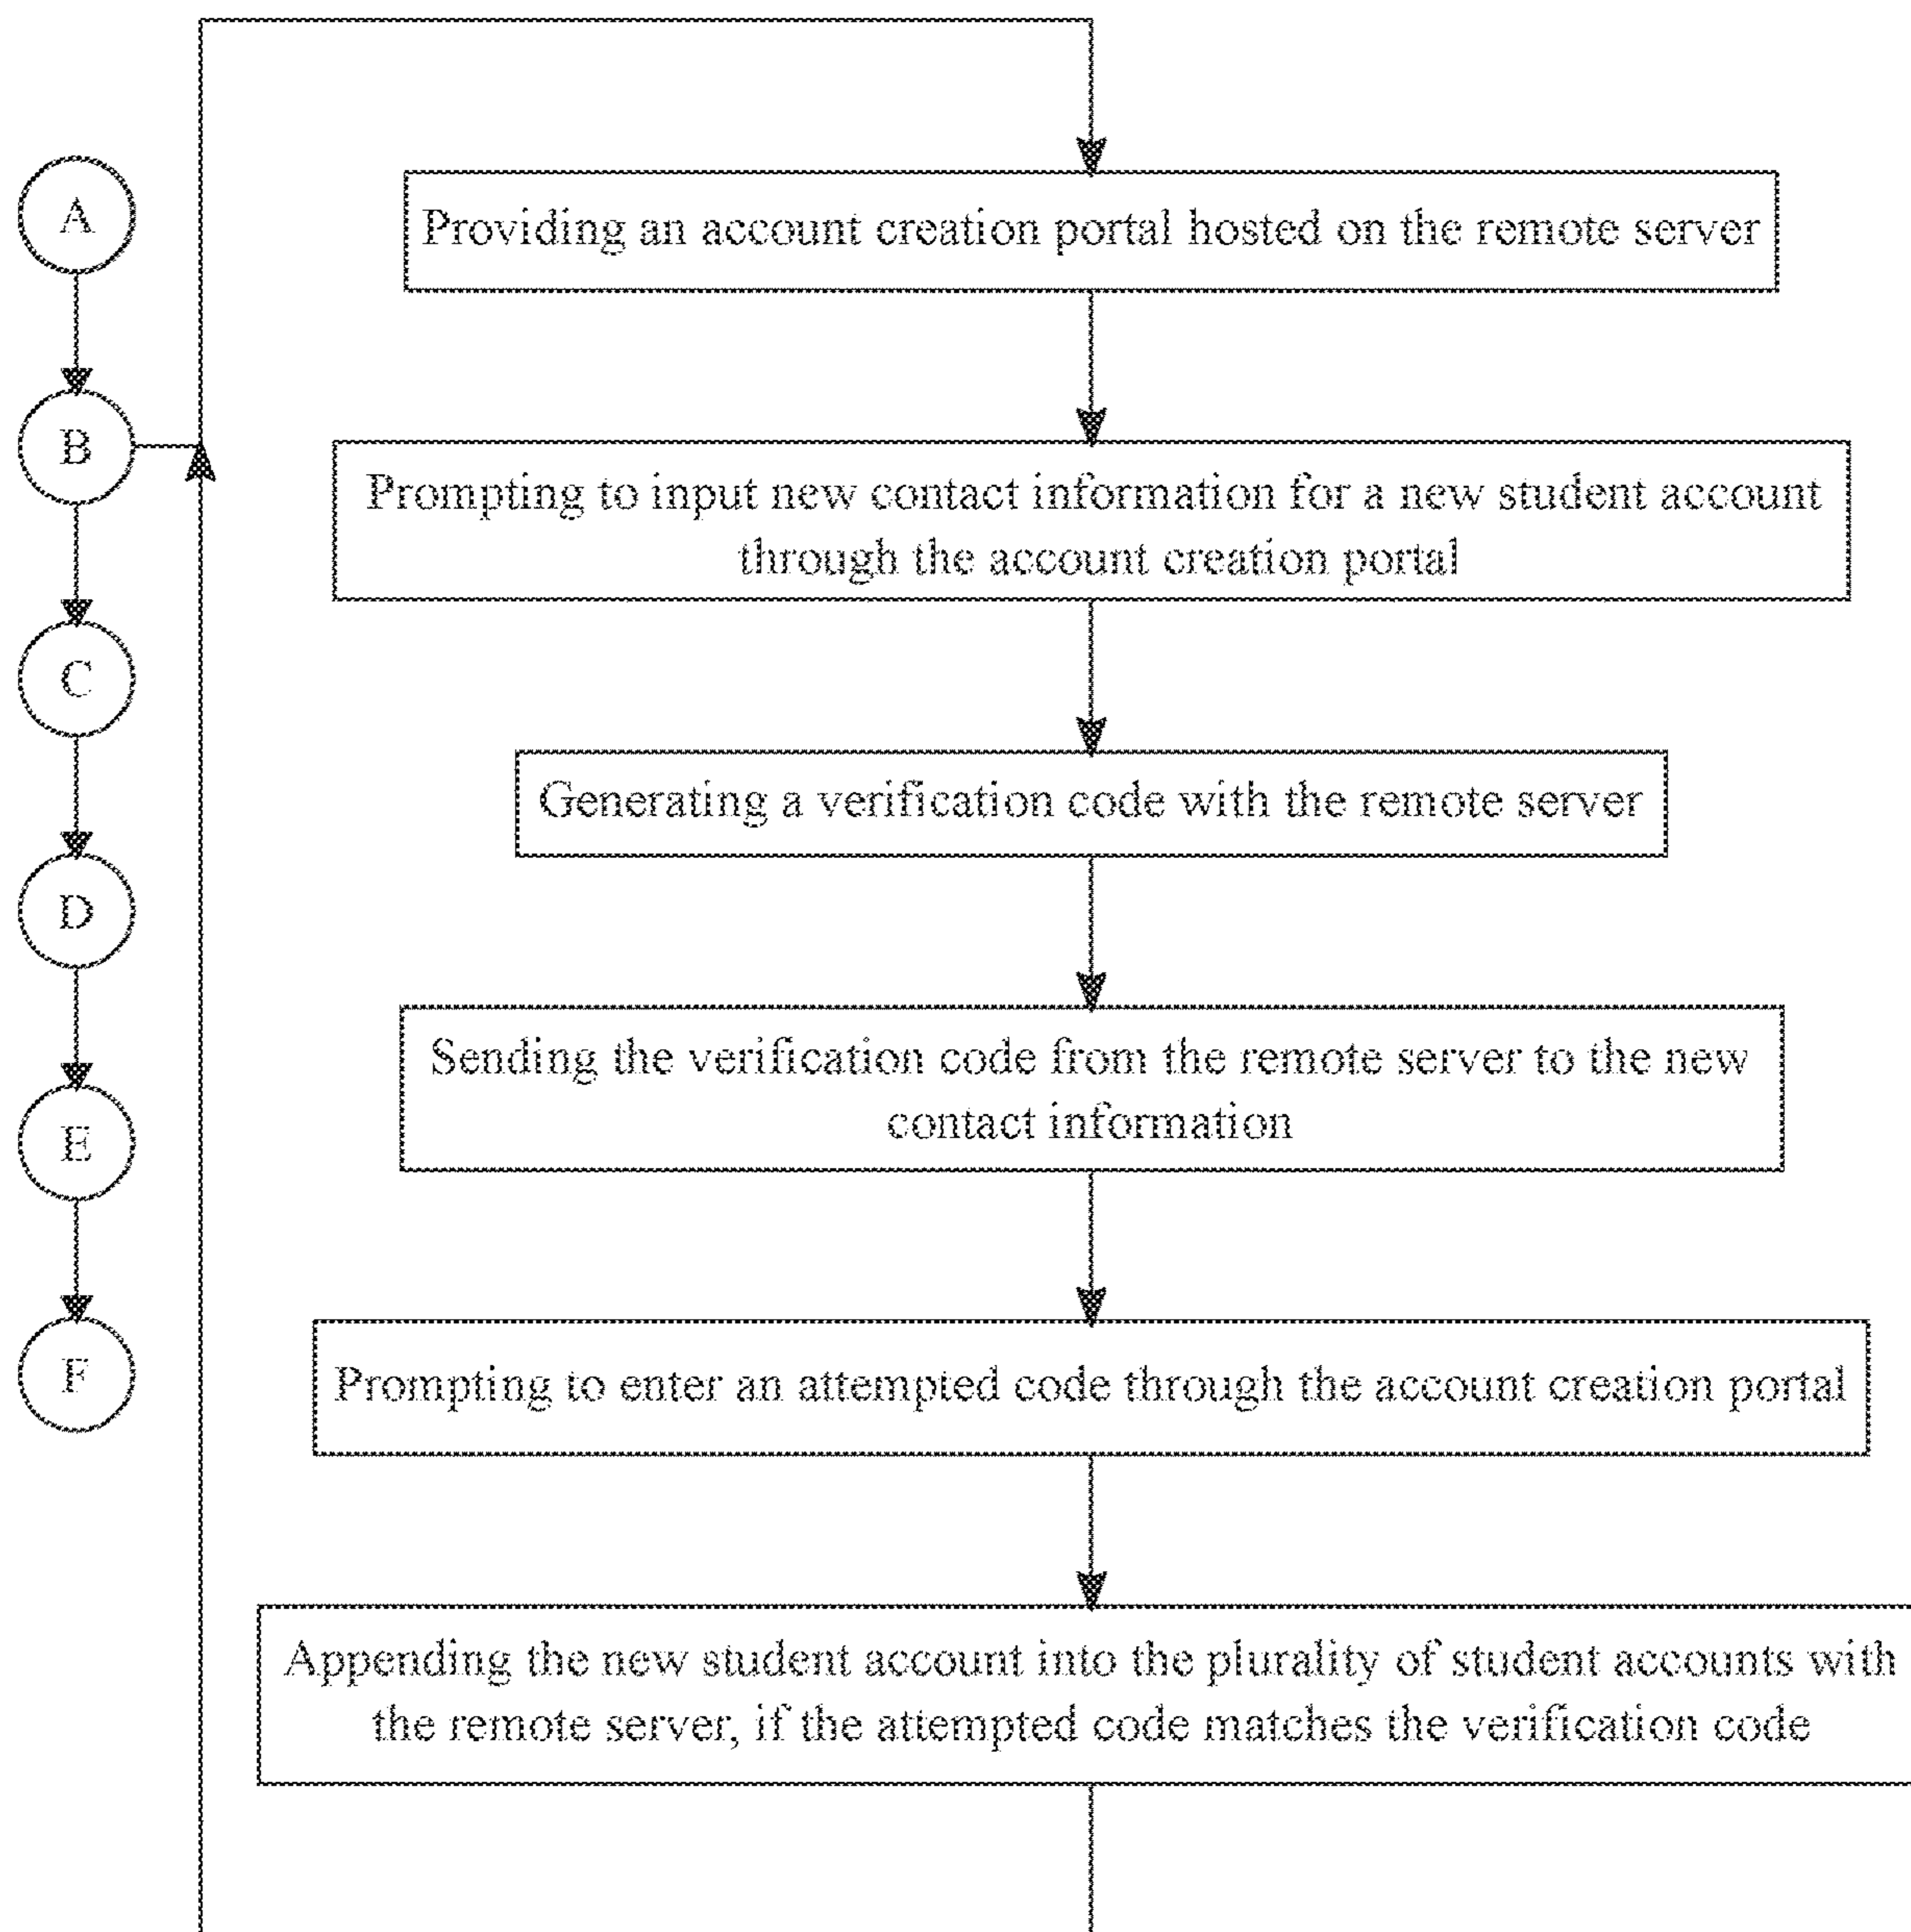 A
B
C
D
E
F
Providing an account creation portal hosted on the remote server
Prompting to input new contact information for a new student account
through the account creation portal
Generating a verification code with the remote server
Sending the verification code from the remote server to the new
contact information
Prompting to enter an attempted code through the account creation portal
Appending the new student account into the plurality of student accounts with
the remote server, if the attempted code matches the verification code